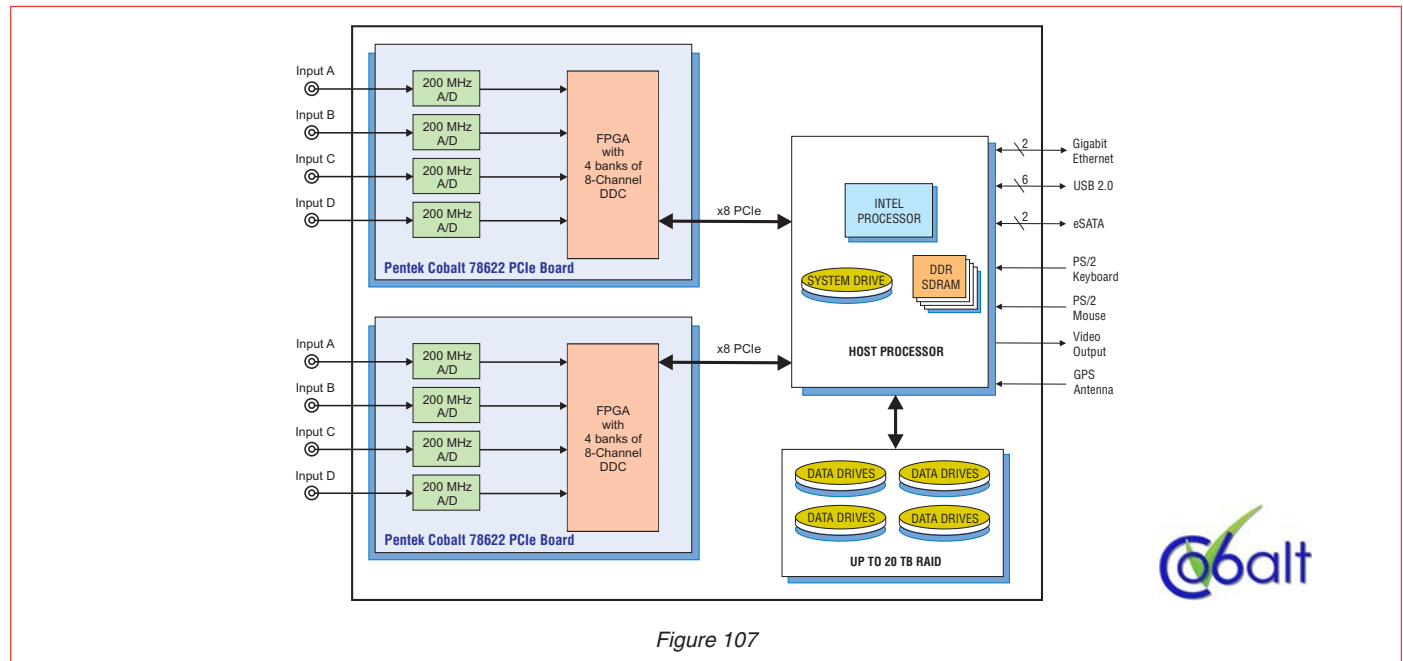 Input A
200 MHz
A/D
Input B
200 MHz
A/D
Input C
200 MHz
A/D
Input D
200 MHz
A/D
FPGA
with
4 banks of
8-Channel
DDC
Pentek Cobalt 78622 PCIe Board
x8 PCIe
Input A
200 MHz
A/D
Input B
200 MHz
A/D
Input C
200 MHz
A/D
Input D
200 MHz
A/D
FPGA
with
4 banks of
8-Channel
DDC
Pentek Cobalt 78622 PCIe Board
x8 PCIe
INTEL
PROCESSOR
SYSTEM DRIVE
DDR
SDRAM
HOST PROCESSOR
2
Gigabit
Ethernet
6
USB 2.0
2
eSATA
PS/2
Keyboard
PS/2
Mouse
Video
Output
GPS
Antenna
DATA DRIVES
DATA DRIVES
DATA DRIVES
DATA DRIVES
UP TO 20 TB RAID
Cobalt
Figure 107